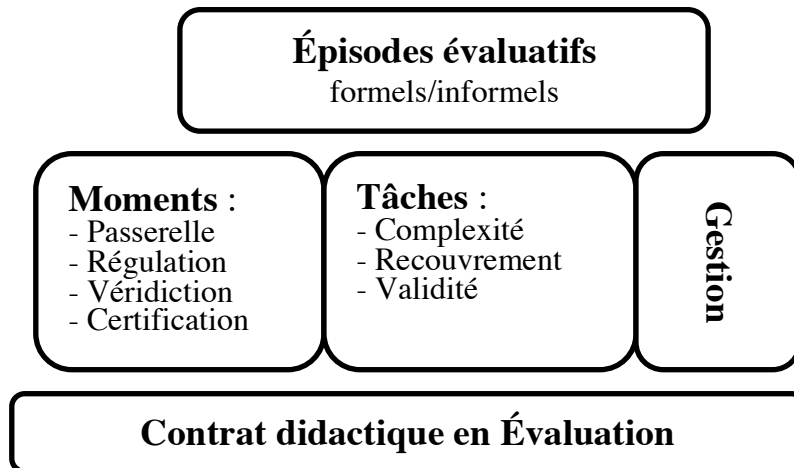 Épisodes évaluatifs
formels/informels
Moments :
- Passerelle
- Régulation
- Véridiction
- Certification
Tâches :
- Complexité
- Recouvrement
- Validité
Gestion
Contrat didactique en Évaluation